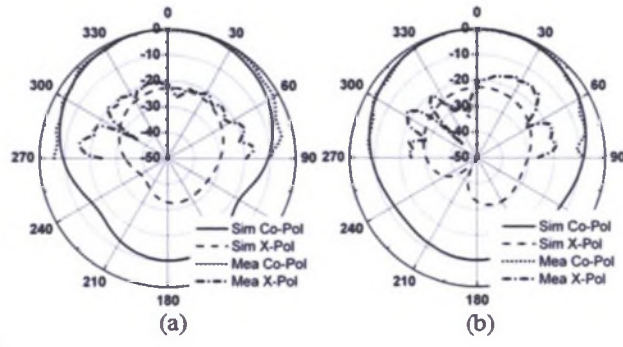 0
330 30
300 60
270 90
240
210
180
0
-10
-20
-30
-40
-50
Sim Co-Pol
Sim X-Pol
Mea Co-Pol
Mea X-Pol
(a)
0
330 30
300 60
270 90
240
210
180
0
-10
-20
-30
-40
-50
Sim Co-Pol
Sim X-Pol
Mea Co-Pol
Mea X-Pol
(b)